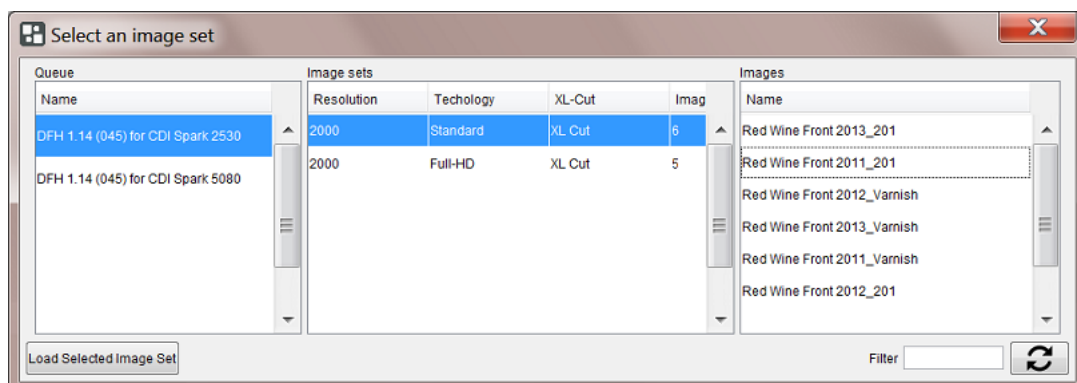 Select an image set
Queue
Image sets
Images
Name
Resolution Techology XL-Cut Imag
Name
DFH 1.14 (045) for CDI Spark 2530
DFH 1.14 (045) for CDI Spark 5080
2000 Standard XL Cut 6
2000 Full-HD XL Cut 5
Red Wine Front 2013_201
Red Wine Front 2011_201
Red Wine Front 2012_Varnish
Red Wine Front 2013_Varnish
Red Wine Front 2011_Varnish
Red Wine Front 2012_201
Load Selected Image Set
Filter